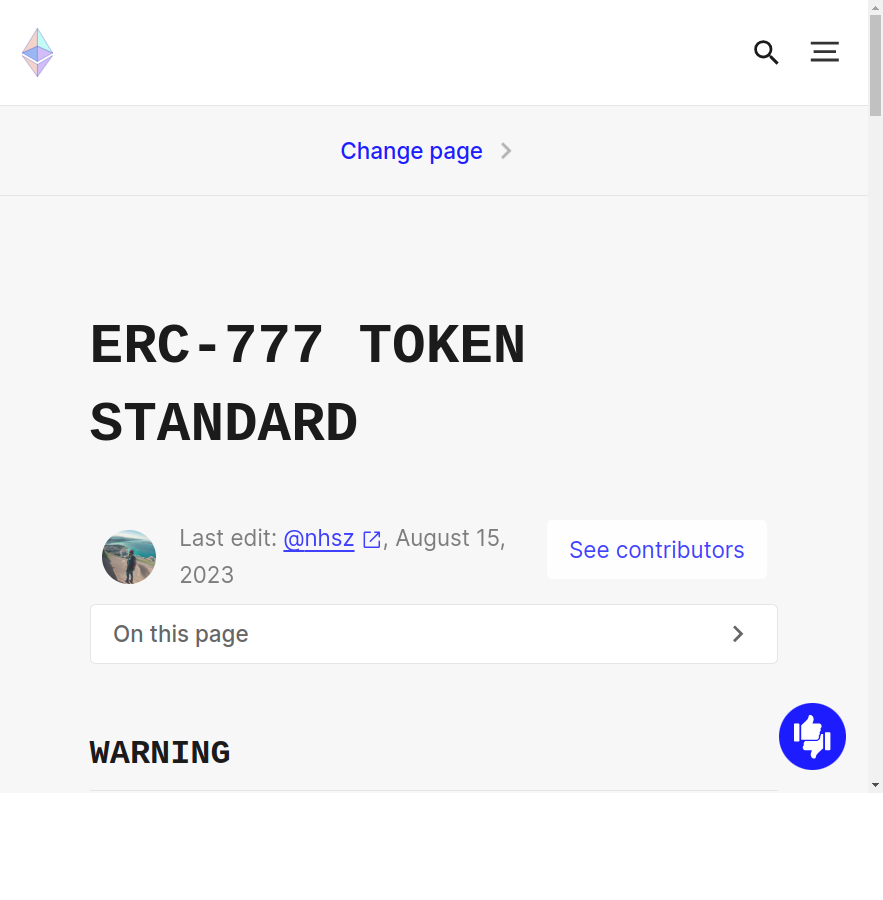 Change page
ERC-777 TOKEN
STANDARD
Last edit: @nhsz , August 15,
2023
See contributors
On this page
WARNING